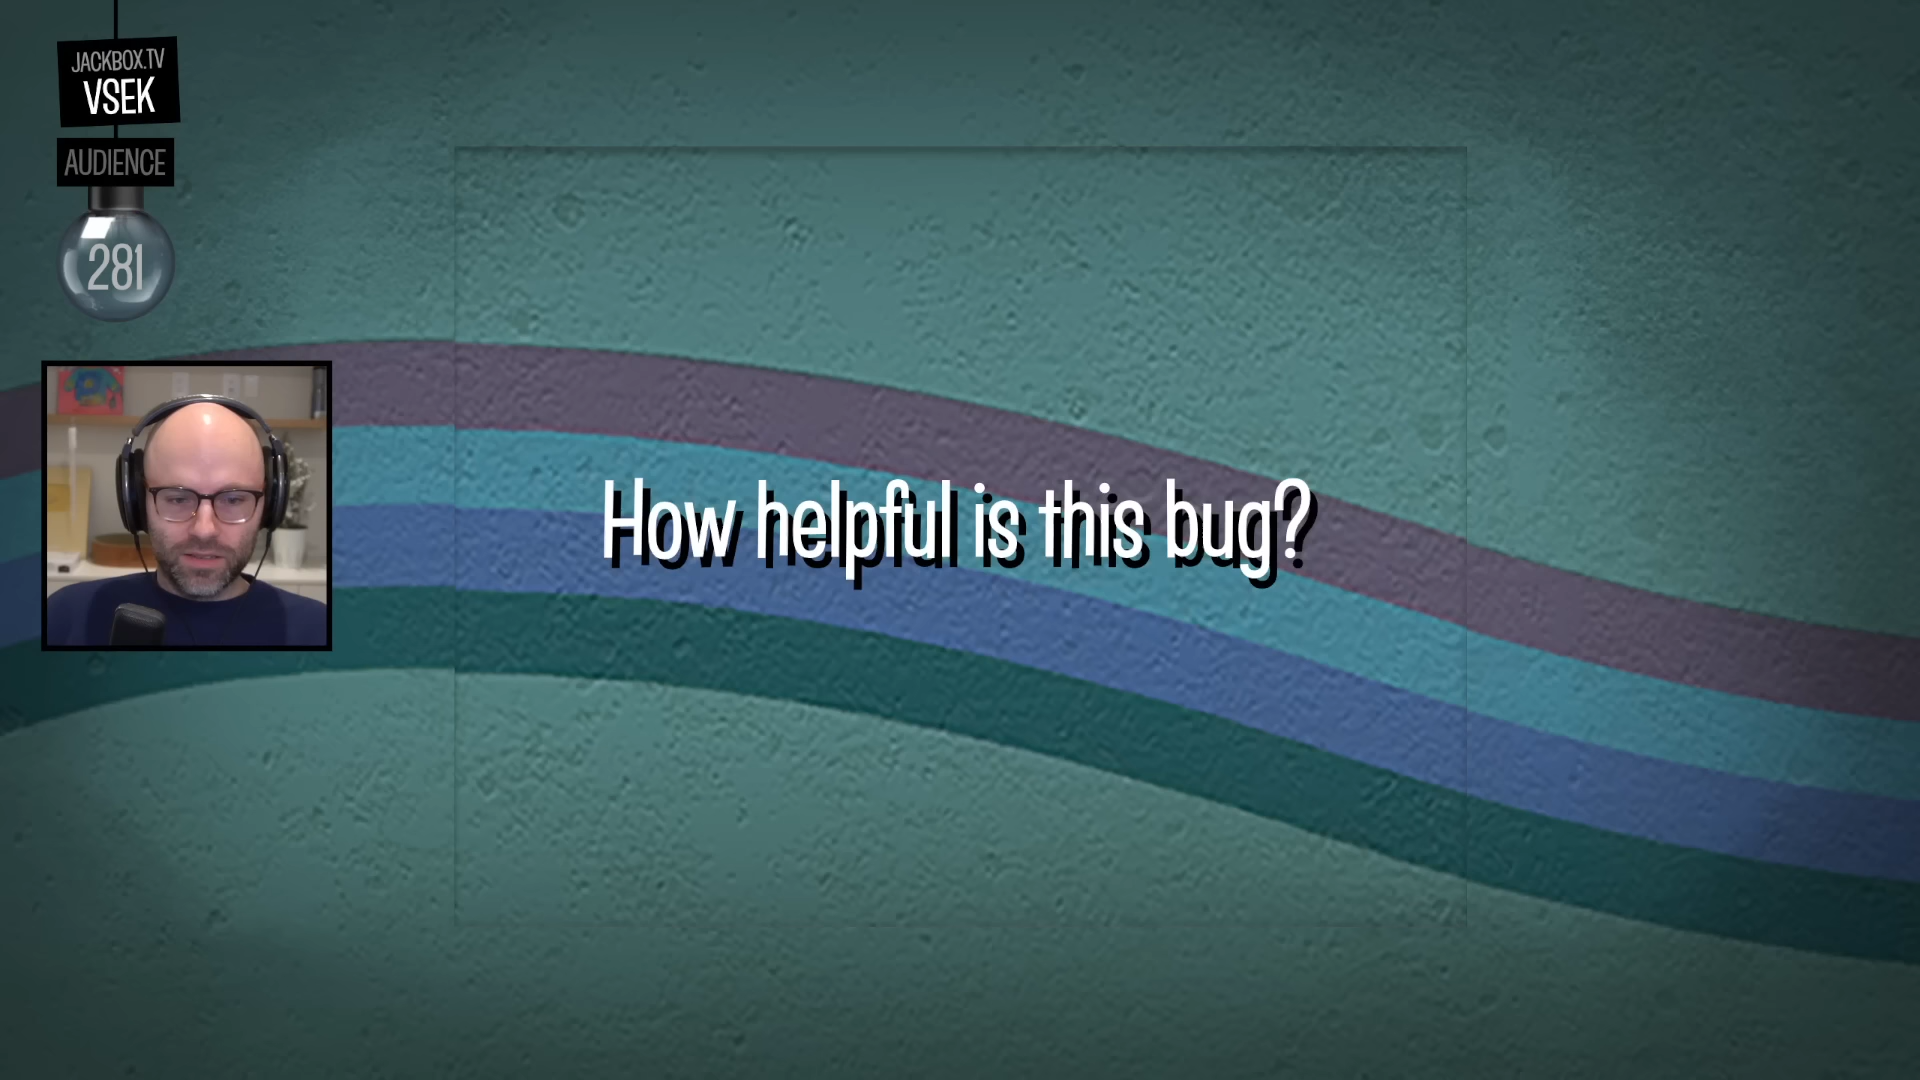 JACKBOX.TV
VSEK
AUDIENCE
281
How helpful is this bug?